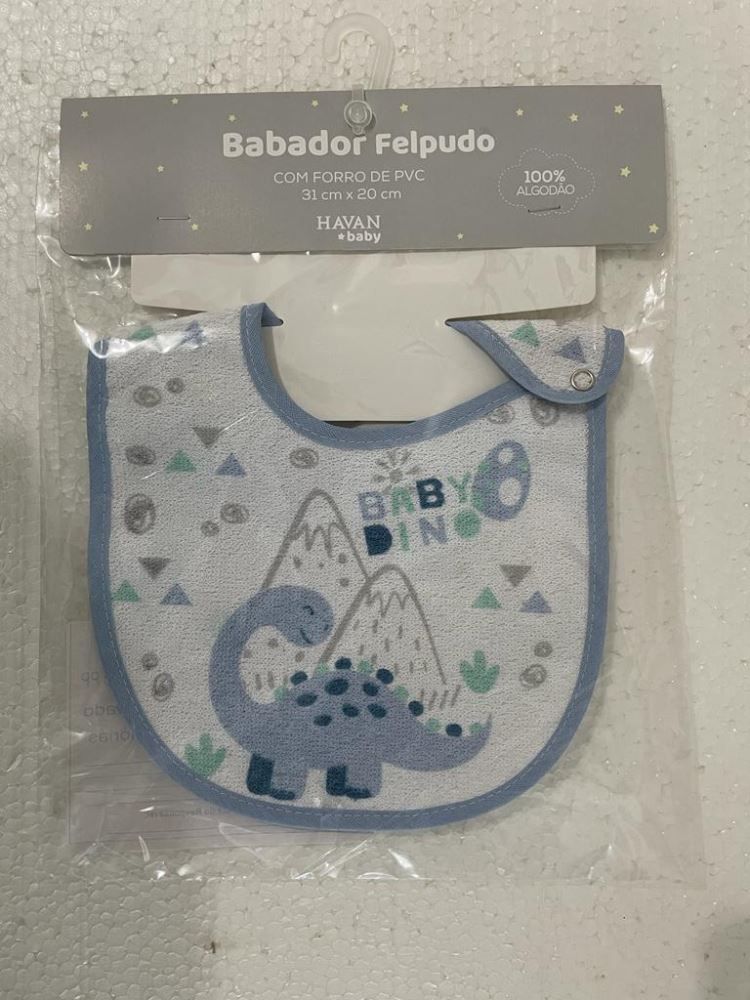 Babador Felpudo
COM FORRO DE PVC
31 cm x 20 cm
HAVAN
baby
100%
ALGODÃO
BABY
DINO